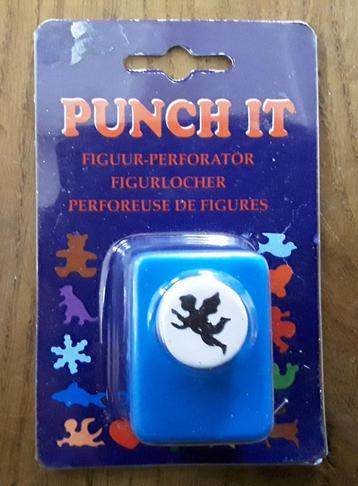 PUNCH IT
FIGUUR-PERFORATOR
FIGURLOCHER
PERFOREUSE DE FIGURES